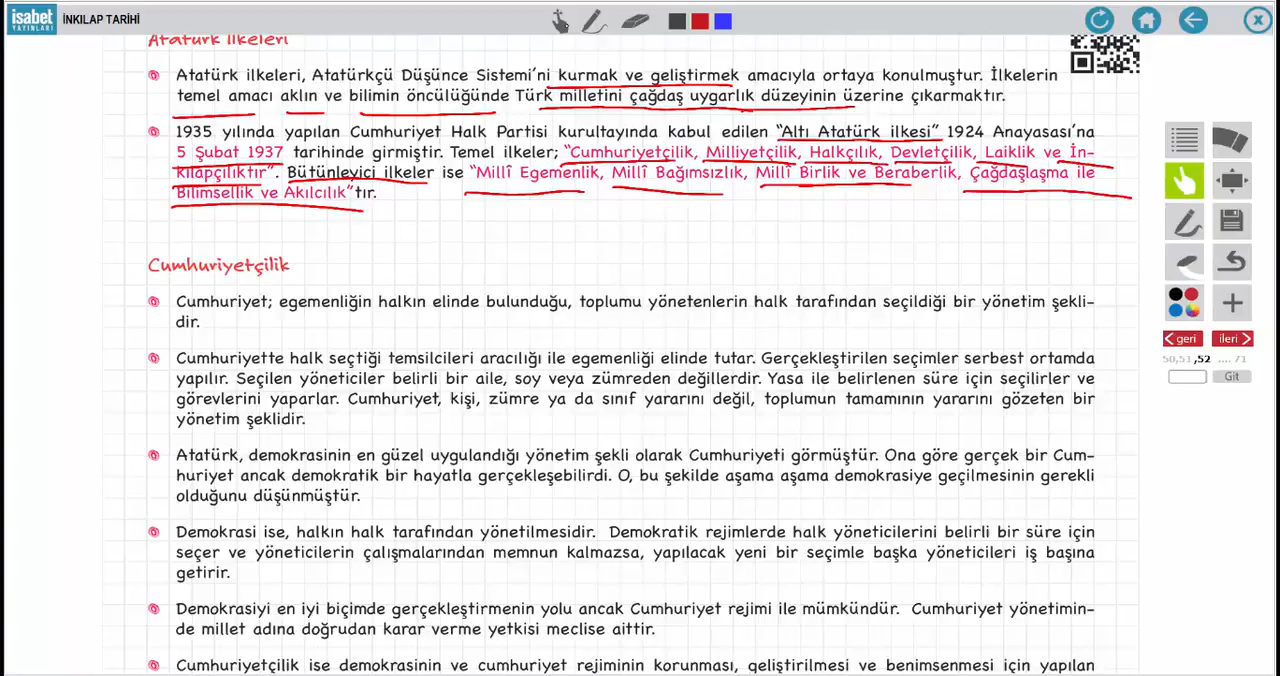 isabet
YAYINLARI
İNKILAP TARİHİ
Atatürk İlkeleri
Atatürk ilkeleri, Atatürkçü Düşünce Sistemi'ni kurmak ve geliştirmek amacıyla ortaya konulmuştur. İlkelerin
temel amacı aklın ve bilimin öncülüğünde Türk milletini çağdaş uygarlık düzeyinin üzerine çıkarmaktır.
1935 yılında yapılan Cumhuriyet Halk Partisi kurultayında kabul edilen “Altı Atatürk ilkesi” 1924 Anayasası'na
5 Şubat 1937 tarihinde girmiştir. Temel ilkeler; “Cumhuriyetçilik, Milliyetçilik, Halkçılık, Devletçilik, Laiklik ve İn-
kılapçılıktır”. Bütünleyici ilkeler ise “Millî Egemenlik, Millî Bağımsızlık, Millî Birlik ve Beraberlik, Çağdaşlaşma ile
Bilimsellik ve Akılcılık”tır.
Cumhuriyetçilik
Cumhuriyet; egemenliğin halkın elinde bulunduğu, toplumu yönetenlerin halk tarafından seçildiği bir yönetim şekli-
dir.
Cumhuriyette halk seçtiği temsilcileri aracılığı ile egemenliği elinde tutar. Gerçekleştirilen seçimler serbest ortamda
yapılır. Seçilen yöneticiler belirli bir aile, soy veya zümreden değillerdir. Yasa ile belirlenen süre için seçilirler ve
görevlerini yaparlar. Cumhuriyet, kişi, zümre ya da sınıf yararını değil, toplumun tamamının yararını gözeten bir
yönetim şeklidir.
Atatürk, demokrasinin en güzel uygulandığı yönetim şekli olarak Cumhuriyeti görmüştür. Ona göre gerçek bir Cum-
huriyet ancak demokratik bir hayatla gerçekleşebilirdi. O, bu şekilde aşama aşama demokrasiye geçilmesinin gerekli
olduğunu düşünmüştür.
Demokrasi ise, halkın halk tarafından yönetilmesidir. Demokratik rejimlerde halk yöneticilerini belirli bir süre için
seçer ve yöneticilerin çalışmalarından memnun kalmazsa, yapılacak yeni bir seçimle başka yöneticileri iş başına
getirir.
Demokrasiyi en iyi biçimde gerçekleştirmenin yolu ancak Cumhuriyet rejimi ile mümkündür. Cumhuriyet yönetimin-
de millet adına doğrudan karar verme yetkisi meclise aittir.
Cumhuriyetçilik ise demokrasinin ve cumhuriyet rejiminin korunması, geliştirilmesi ve benimsenmesi için yapılan
geri
ileri
50,51,52 .... 71
Git